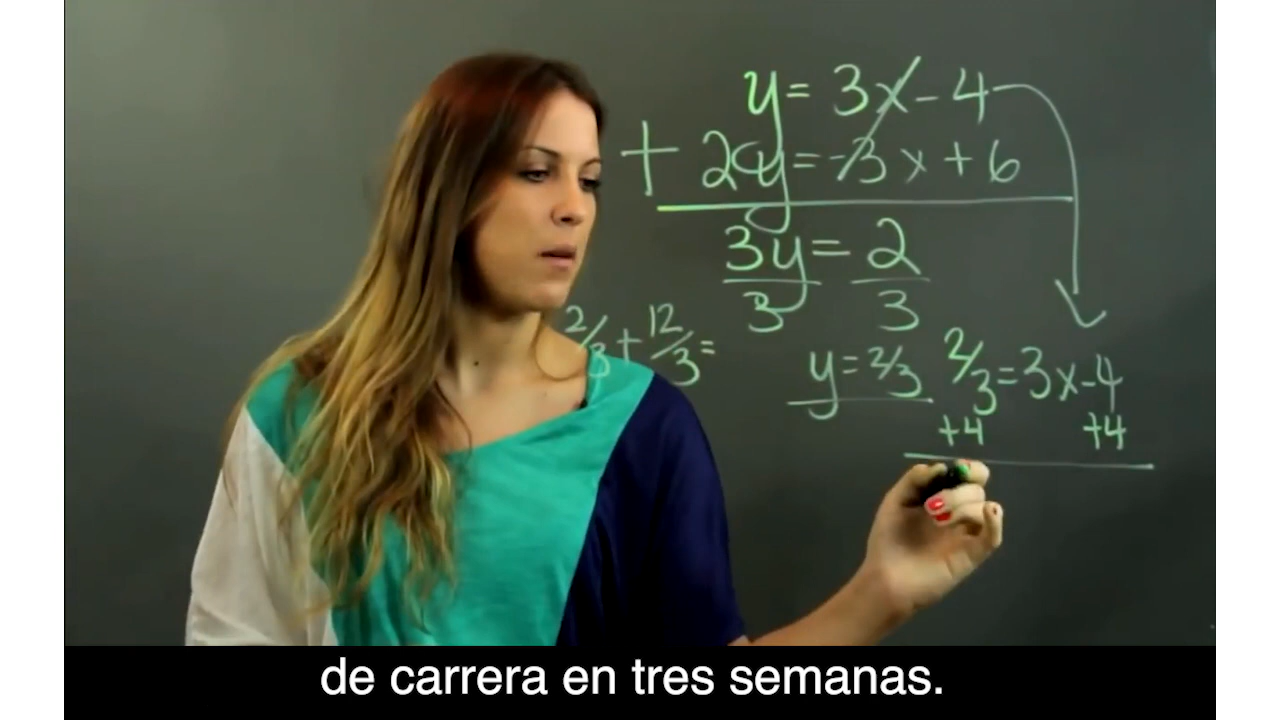 y = 3x - 4
+ 2y = -3x + 6
3y = 2
3 3
2/3 + 12/3 =
y = 2/3
2/3 = 3x - 4
+4 +4
de carrera en tres semanas.